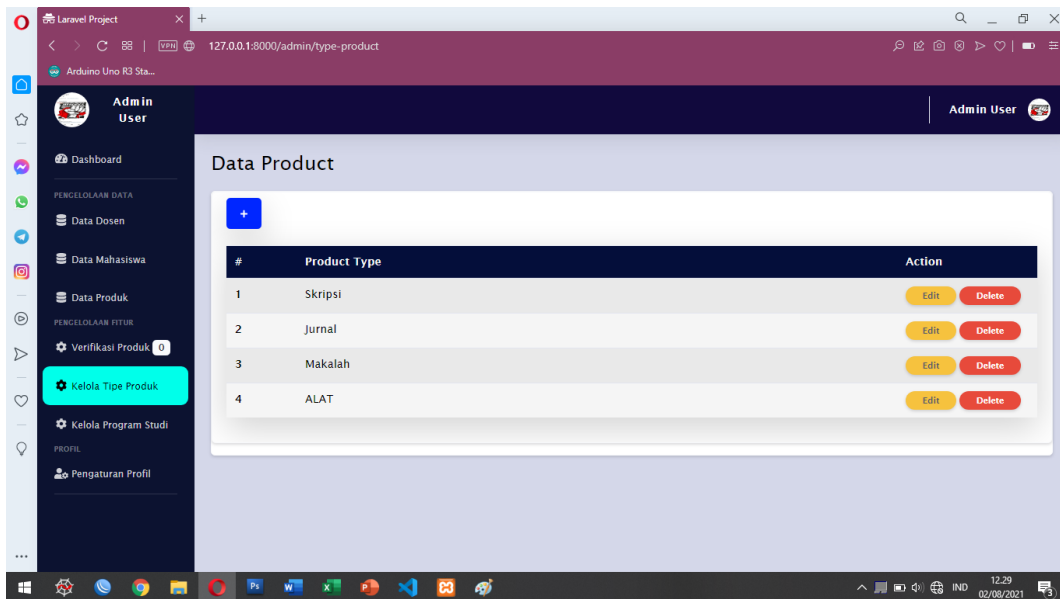 Laravel Project
VPN
127.0.0.1:8000/admin/type-product
Arduino Uno R3 Sta...
Admin
User
Admin User
Dashboard
PENGELOLAAN DATA
Data Dosen
Data Mahasiswa
Data Produk
PENGELOLAAN FITUR
Verifikasi Produk 0
Kelola Tipe Produk
Kelola Program Studi
PROFIL
Pengaturan Profil
Data Product
+
# Product Type Action
1 Skripsi Edit Delete
2 Jurnal Edit Delete
3 Makalah Edit Delete
4 ALAT Edit Delete
Ps
IND
12.29
02/08/2021
3